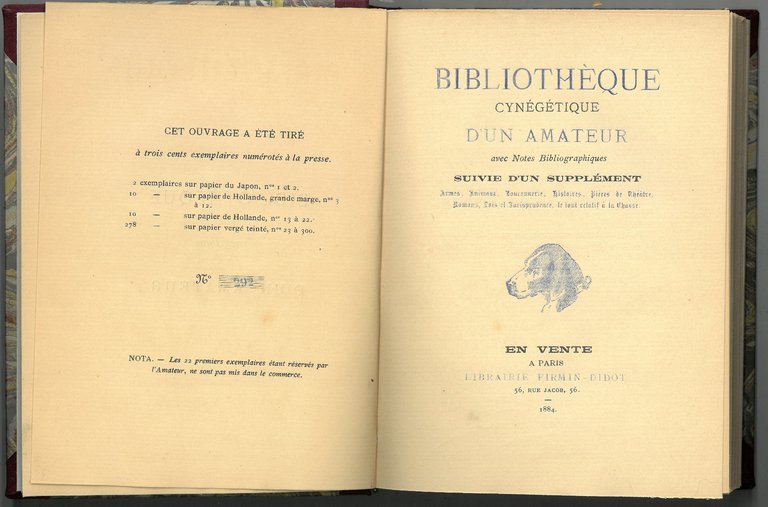 CET OUVRAGE A ÉTÉ TIRÉ
à trois cents exemplaires numérotés à la presse.
2 exemplaires sur papier du Japon, nᵒˢ 1 et 2.
10 — sur papier de Hollande, grande marge, nᵒˢ 3
à 12.
10 — sur papier de Hollande, nᵒˢ 13 à 22.
278 — sur papier vergé teinté, nᵒˢ 23 à 300.
Nᵒ 292
NOTA. — Les 22 premiers exemplaires étant réservés par
l'Amateur, ne sont pas mis dans le commerce.
BIBLIOTHÈQUE
CYNÉGÉTIQUE
D'UN AMATEUR
avec Notes Bibliographiques
SUIVIE D'UN SUPPLÉMENT
Armes, Animaux, Fauconnerie, Histoires, Pièces de Théâtre,
Romans, Lois et Jurisprudence, le tout relatif à la Chasse.
EN VENTE
A PARIS
LIBRAIRIE FIRMIN-DIDOT
56, RUE JACOB, 56.
—
1884.